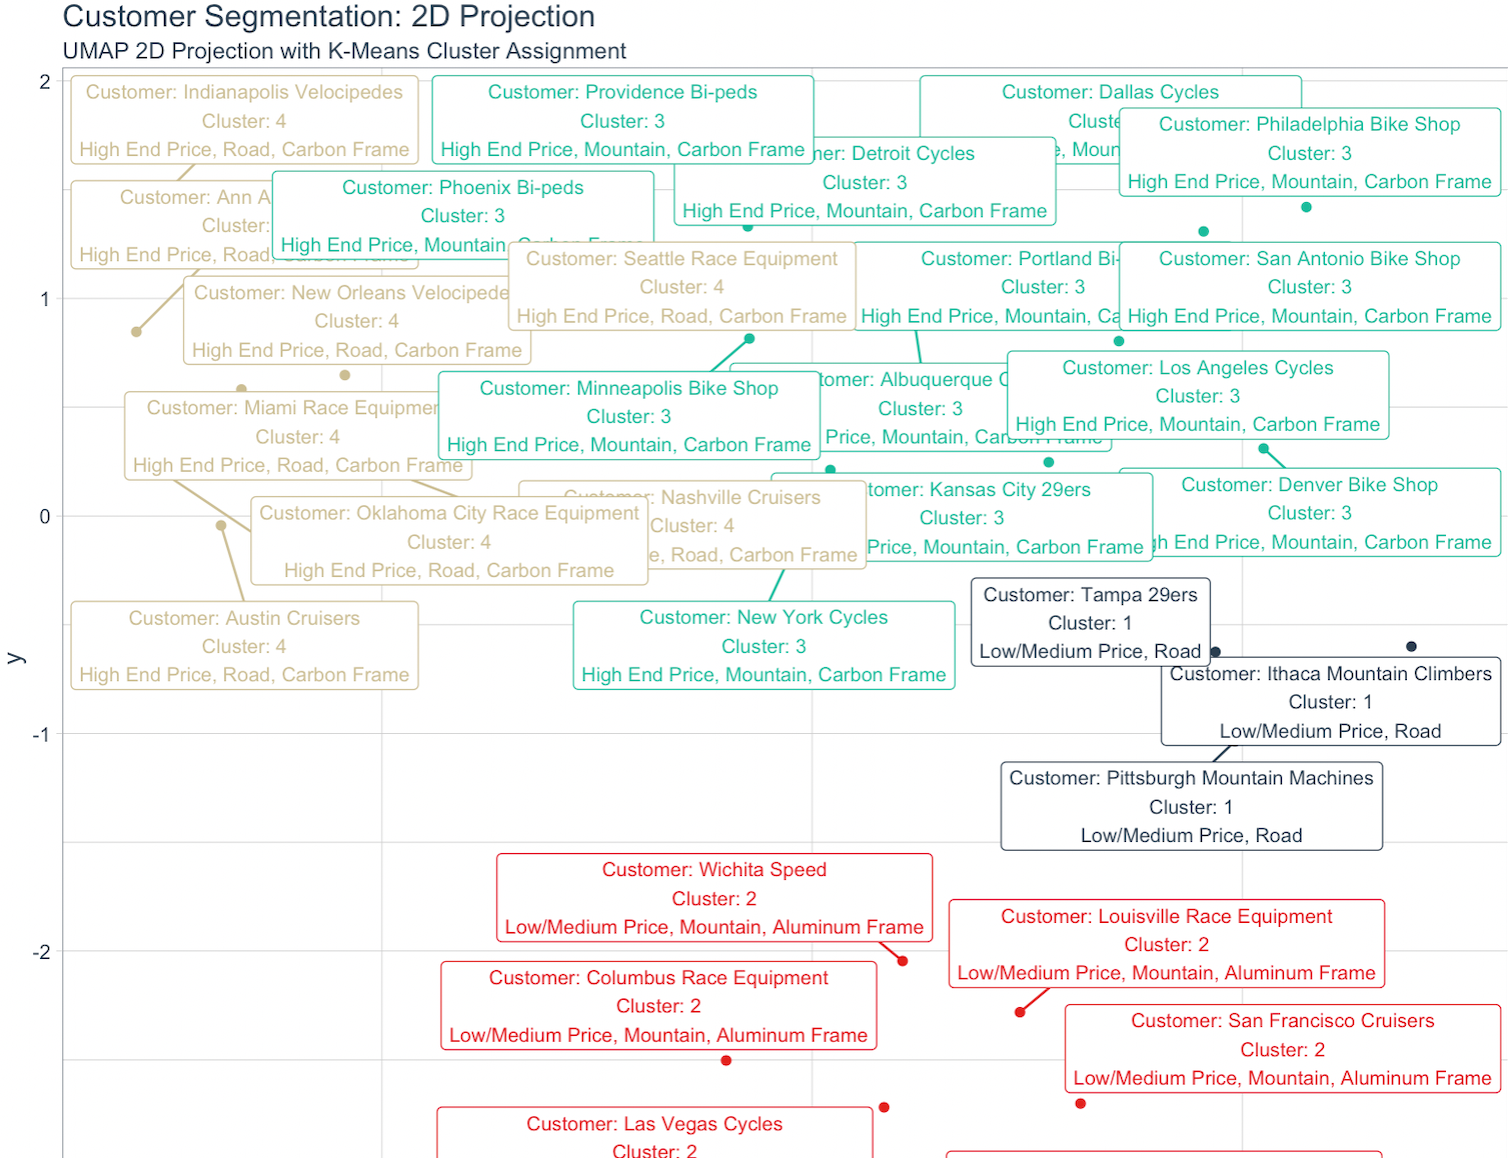 Customer Segmentation: 2D Projection
UMAP 2D Projection with K-Means Cluster Assignment
2
1
0
-1
-2
y
Customer: Indianapolis Velocipedes
Cluster: 4
High End Price, Road, Carbon Frame
Customer: Providence Bi-peds
Cluster: 3
High End Price, Mountain, Carbon Frame
Customer: Dallas Cycles
Customer: Philadelphia Bike Shop
Cluster: 3
High End Price, Mountain, Carbon Frame
Detroit Cycles
Cluster: 3
High End Price, Mountain, Carbon Frame
Customer: Ann
Cluster:
High End Price, Road, Carbon Frame
Customer: Phoenix Bi-peds
Cluster: 3
High End Price, Mountain, Carbon Frame
Customer: Seattle Race Equipment
Cluster: 4
High End Price, Road, Carbon Frame
Customer: Portland
Cluster: 3
High End Price, Mountain,
Customer: San Antonio Bike Shop
Cluster: 3
High End Price, Mountain, Carbon Frame
Customer: New Orleans Velocipede
Cluster: 4
High End Price, Road, Carbon Frame
Customer: Minneapolis Bike Shop
Cluster: 3
High End Price, Mountain, Carbon Frame
Albuquerque
Cluster: 3
Price, Mountain, Carbon Frame
Customer: Los Angeles Cycles
Cluster: 3
High End Price, Mountain, Carbon Frame
Customer: Miami Race Equipmen
Cluster: 4
High End Price, Road, Carbon Frame
Customer: Oklahoma City Race Equipment
Cluster: 4
High End Price, Road, Carbon Frame
Customer: Nashville Cruisers
Cluster: 4
Road, Carbon Frame
Kansas City 29ers
Cluster: 3
Price, Mountain, Carbon Frame
Customer: Denver Bike Shop
Cluster: 3
End Price, Mountain, Carbon Frame
Customer: Austin Cruisers
Cluster: 4
High End Price, Road, Carbon Frame
Customer: New York Cycles
Cluster: 3
High End Price, Mountain, Carbon Frame
Customer: Tampa 29ers
Cluster: 1
Low/Medium Price, Road
Customer: Ithaca Mountain Climbers
Cluster: 1
Low/Medium Price, Road
Customer: Pittsburgh Mountain Machines
Cluster: 1
Low/Medium Price, Road
Customer: Wichita Speed
Cluster: 2
Low/Medium Price, Mountain, Aluminum Frame
Customer: Louisville Race Equipment
Cluster: 2
Low/Medium Price, Mountain, Aluminum Frame
Customer: Columbus Race Equipment
Cluster: 2
Low/Medium Price, Mountain, Aluminum Frame
Customer: San Francisco Cruisers
Cluster: 2
Low/Medium Price, Mountain, Aluminum Frame
Customer: Las Vegas Cycles
Cluster: 2